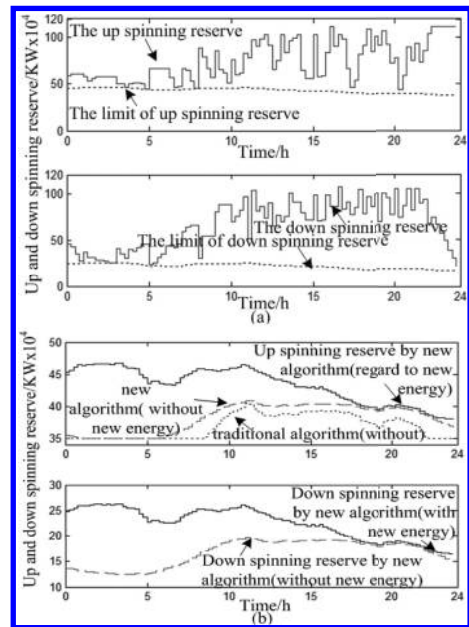 Up and down spinning reserve/KWx10⁴
120
100
80
60
40
0
The up spinning reserve
The limit of up spinning reserve
0 5 10 15 20 24
Time/h
100
50
0
The down spinning reserve
The limit of down spinning reserve
0 5 10 15 20 24
Time/h
(a)
Up and down spinning reserve/KWx10⁴
50
45
40
35
Up spinning reserve by new
algorithm(regard to new
energy)
new
algorithm( without
new energy)
traditional algorithm(without)
0 5 10 15 20 24
30
25
20
15
10
Down spinning reserve
by new algorithm(with
new energy)
Down spinning reserve by new
algorithm(without new energy)
0 5 10 15 20 24
Time/h
(b)